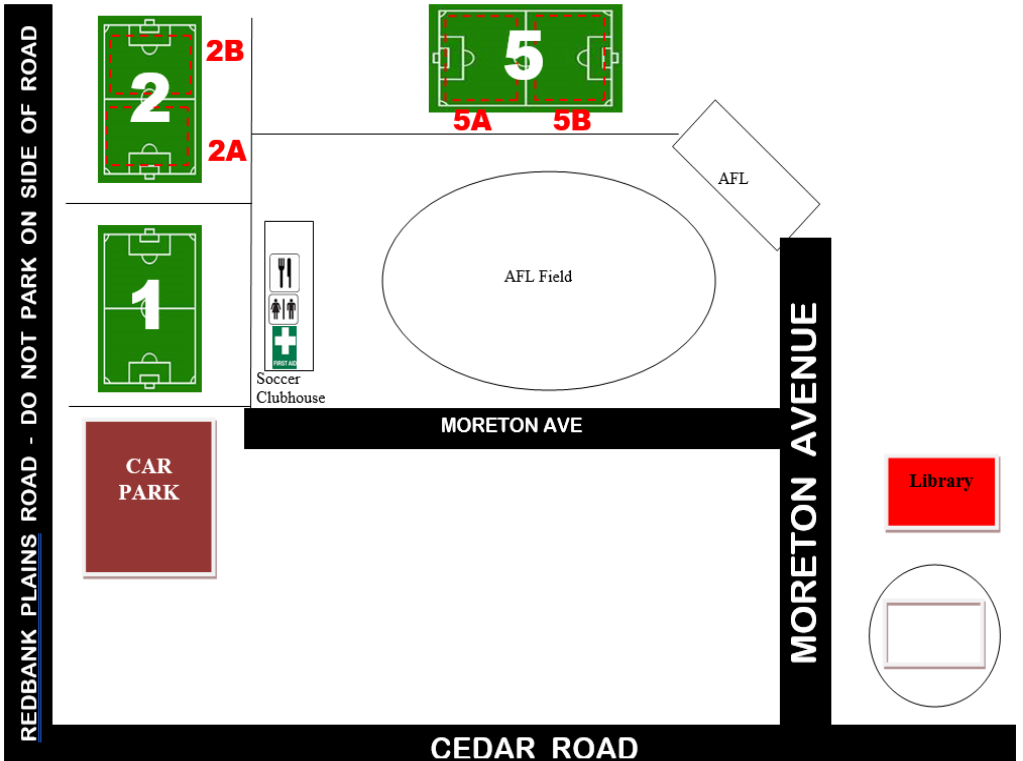 REDBANK PLAINS ROAD - DO NOT PARK ON SIDE OF ROAD
2B
2
2A
5
5A 5B
AFL
1
AFL Field
FIRST AID
Soccer
Clubhouse
MORETON AVE
MORETON AVENUE
CAR
PARK
Library
CEDAR ROAD